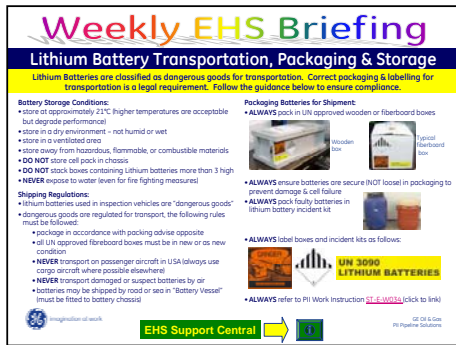 Weekly EHS Briefing
Lithium Battery Transportation, Packaging & Storage
Lithium Batteries are classified as dangerous goods for transportation. Correct packaging & labelling for
transportation is a legal requirement. Follow the guidance below to ensure compliance.
Battery Storage Conditions:
• store at approximately 21°C (higher temperatures are acceptable
but degrade performance)
• store in a dry environment – not humid or wet
• store in a ventilated area
• store away from hazardous, flammable, or combustible materials
• DO NOT store cell pack in chassis
• DO NOT stack boxes containing Lithium batteries more than 3 high
• NEVER expose to water (even for fire fighting measures)
Shipping Regulations:
• lithium batteries used in inspection vehicles are "dangerous goods"
• dangerous goods are regulated for transport, the following rules
must be followed:
• package in accordance with packing advise opposite
• all UN approved fibreboard boxes must be in new or as new
condition
• NEVER transport on passenger aircraft in USA (always use
cargo aircraft where possible elsewhere)
• NEVER transport damaged or suspect batteries by air
• batteries may be shipped by road or sea in "Battery Vessel"
(must be fitted to battery chassis)
Packaging Batteries for Shipment:
• ALWAYS pack in UN approved wooden or fiberboard boxes
Wooden
box
Typical
fiberboard
box
• ALWAYS ensure batteries are secure (NOT loose) in packaging to
prevent damage & cell failure
• ALWAYS pack faulty batteries in
lithium battery incident kit
• ALWAYS label boxes and incident kits as follows:
DANGER
UN 3090
LITHIUM BATTERIES
• ALWAYS refer to PII Work Instruction ST-E-W034 (click to link)
imagination at work
EHS Support Central
GE Oil & Gas
PII Pipeline Solutions